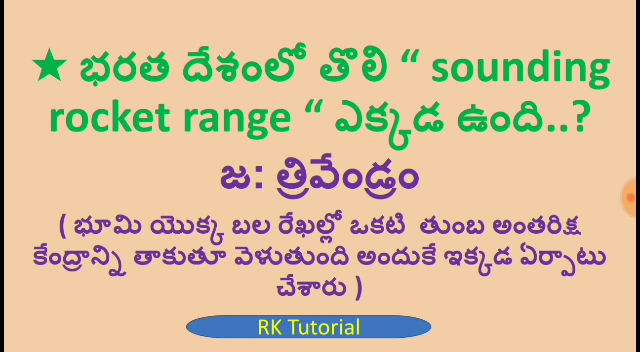 ★ భరత దేశంలో తొలి “ sounding
rocket range “ ఎక్కడ ఉంది..?
జ: త్రివేండ్రం
( భూమి యొక్క బల రేఖల్లో ఒకటి తుంబ అంతరిక్ష
కేంద్రాన్ని తాకుతూ వెళుతుంది అందుకే ఇక్కడ ఏర్పాటు
చేశారు )
RK Tutorial